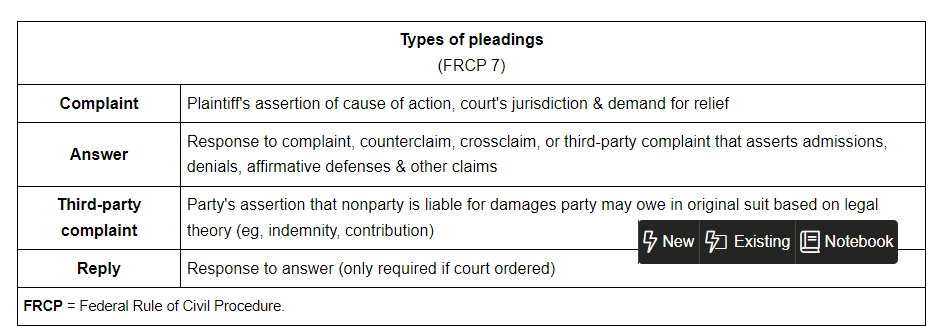 Types of pleadings
(FRCP 7)
Complaint
Plaintiff's assertion of cause of action, court's jurisdiction & demand for relief
Answer
Response to complaint, counterclaim, crossclaim, or third-party complaint that asserts admissions,
denials, affirmative defenses & other claims
Third-party
complaint
Party's assertion that nonparty is liable for damages party may owe in original suit based on legal
theory (eg, indemnity, contribution)
New Existing Notebook
Reply
Response to answer (only required if court ordered)
FRCP = Federal Rule of Civil Procedure.